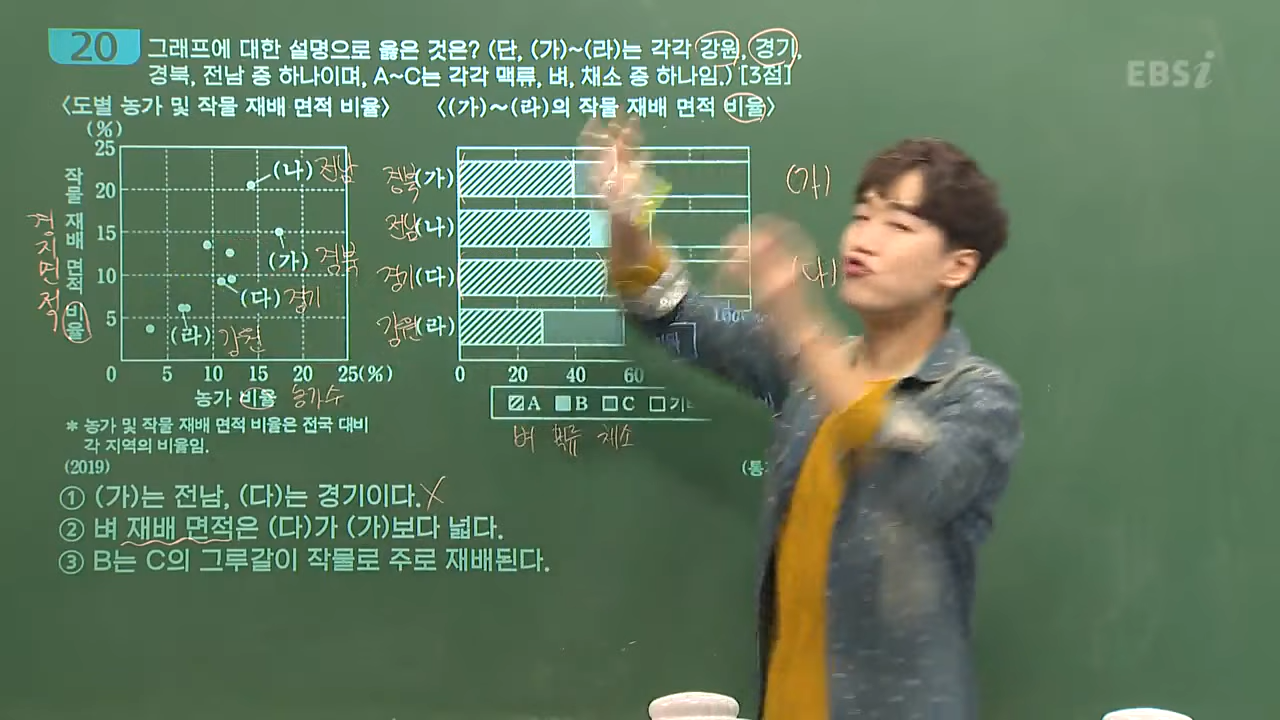 20 그래프에 대한 설명으로 옳은 것은? (단, (가)~(라)는 각각 강원, 경기,
경북, 전남 중 하나이며, A~C는 각각 맥류, 벼, 채소 중 하나임.) [3점]
EBSi
<도별 농가 및 작물 재배 면적 비율>
<(가)~(라)의 작물 재배 면적 비율>
(%)
25
20
15
10
5
작물 재배 면적 비율
경지면적
(나) 전남
(가) 경북
(다) 경기
(라) 강원
0 5 10 15 20 25(%)
농가 비율 농가수
경북(가)
전남(나)
경기(다)
강원(라)
0 20 40 60
A B C
벼 맥류 채소
(가)
(나)
* 농가 및 작물 재배 면적 비율은 전국 대비
각 지역의 비율임.
(2019)
① (가)는 전남, (다)는 경기이다. X
② 벼 재배 면적은 (다)가 (가)보다 넓다.
③ B는 C의 그루갈이 작물로 주로 재배된다.